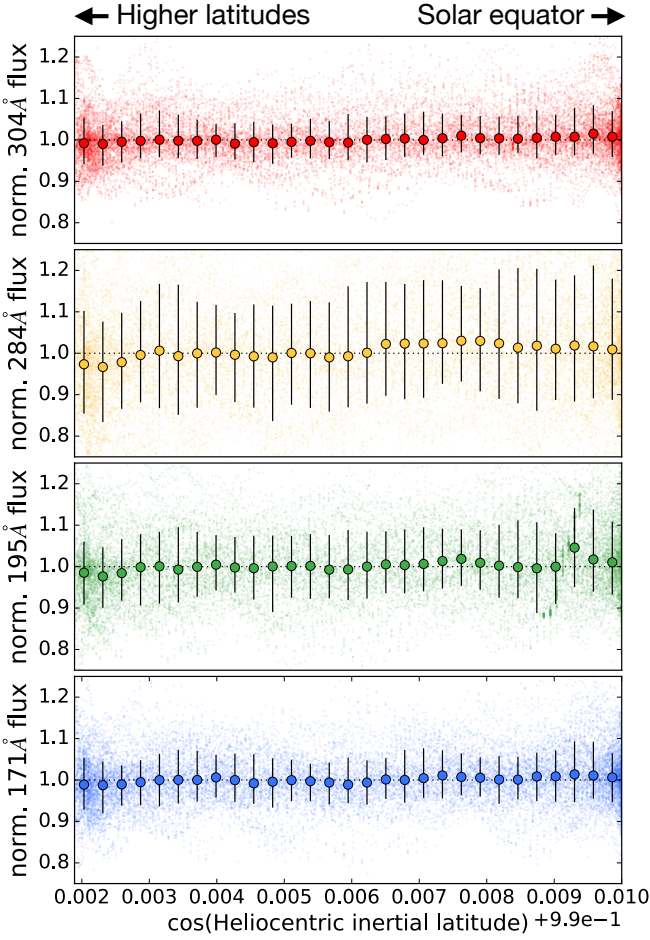 ← Higher latitudes Solar equator →
norm. 304Å flux
1.2
1.1
1.0
0.9
0.8
norm. 284Å flux
1.2
1.1
1.0
0.9
0.8
norm. 195Å flux
1.2
1.1
1.0
0.9
0.8
norm. 171Å flux
1.2
1.1
1.0
0.9
0.8
0.002 0.003 0.004 0.005 0.006 0.007 0.008 0.009 0.010
cos(Heliocentric inertial latitude) +9.9e−1